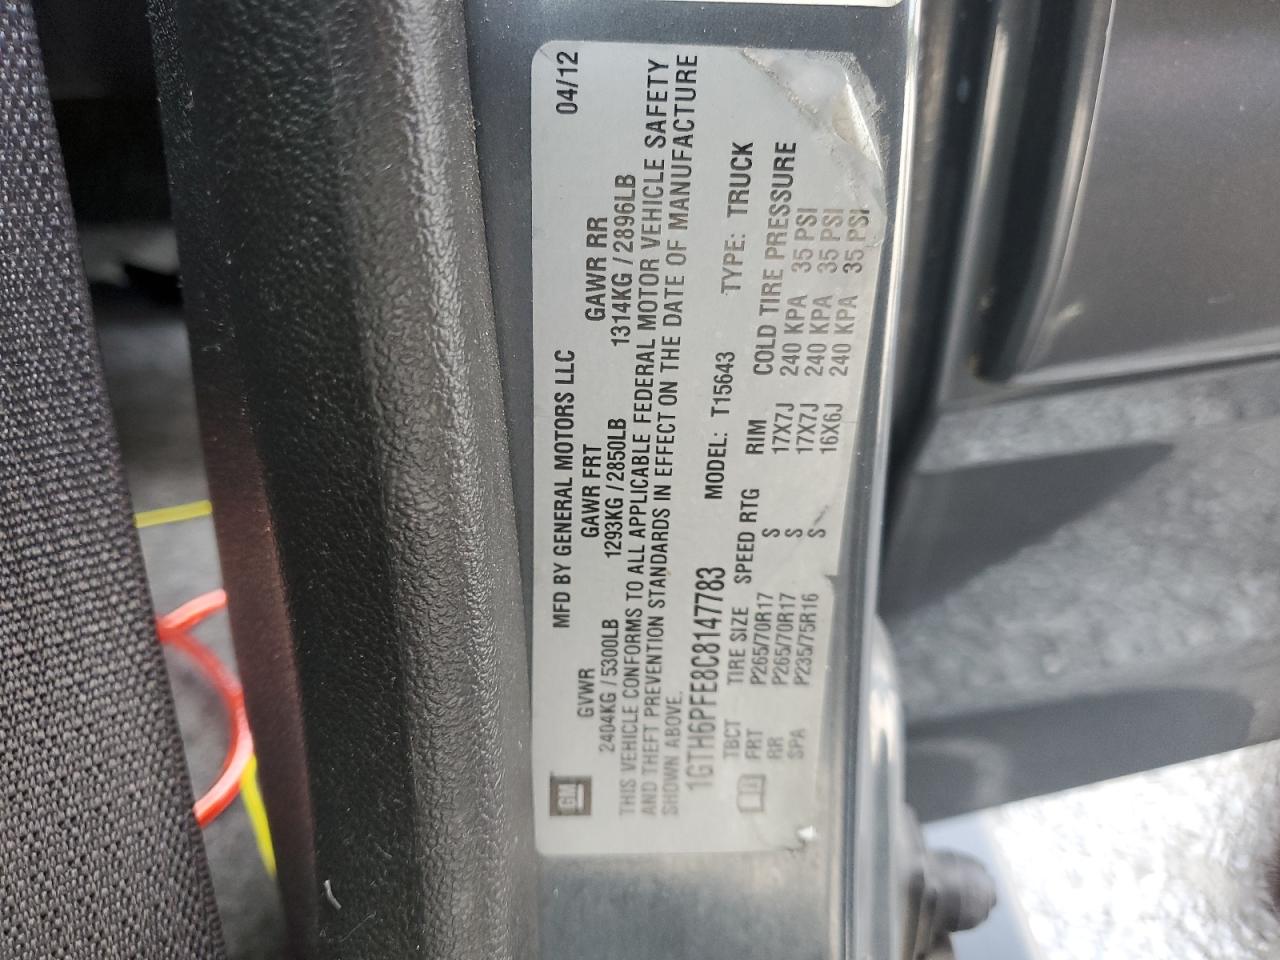 MFD BY GENERAL MOTORS LLC 04/12
GM GVWR GAWR FRT GAWR RR
2404KG / 5300LB 1293KG / 2850LB 1314KG / 2896LB
THIS VEHICLE CONFORMS TO ALL APPLICABLE FEDERAL MOTOR VEHICLE SAFETY
AND THEFT PREVENTION STANDARDS IN EFFECT ON THE DATE OF MANUFACTURE
SHOWN ABOVE.
1GTH6PFE8C8147783 MODEL: T15643 TYPE: TRUCK
TBCT TIRE SIZE SPEED RTG RIM COLD TIRE PRESSURE
FRT P265/70R17 S 17X7J 240 KPA 35 PSI
RR P265/70R17 S 17X7J 240 KPA 35 PSI
SPA P235/75R16 S 16X6J 240 KPA 35 PSI